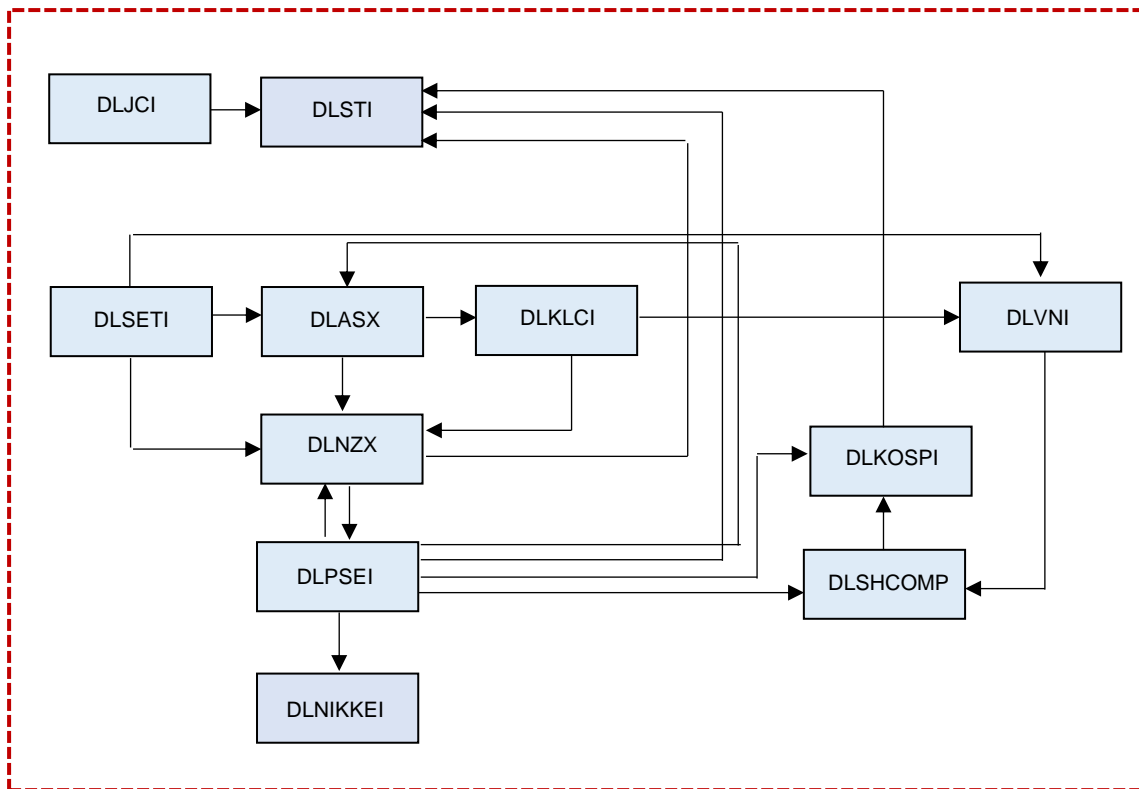 DLJCI
DLSTI
DLSETI
DLASX
DLKLCI
DLVNI
DLNZX
DLKOSPI
DLPSEI
DLSHCOMP
DLNIKKEI